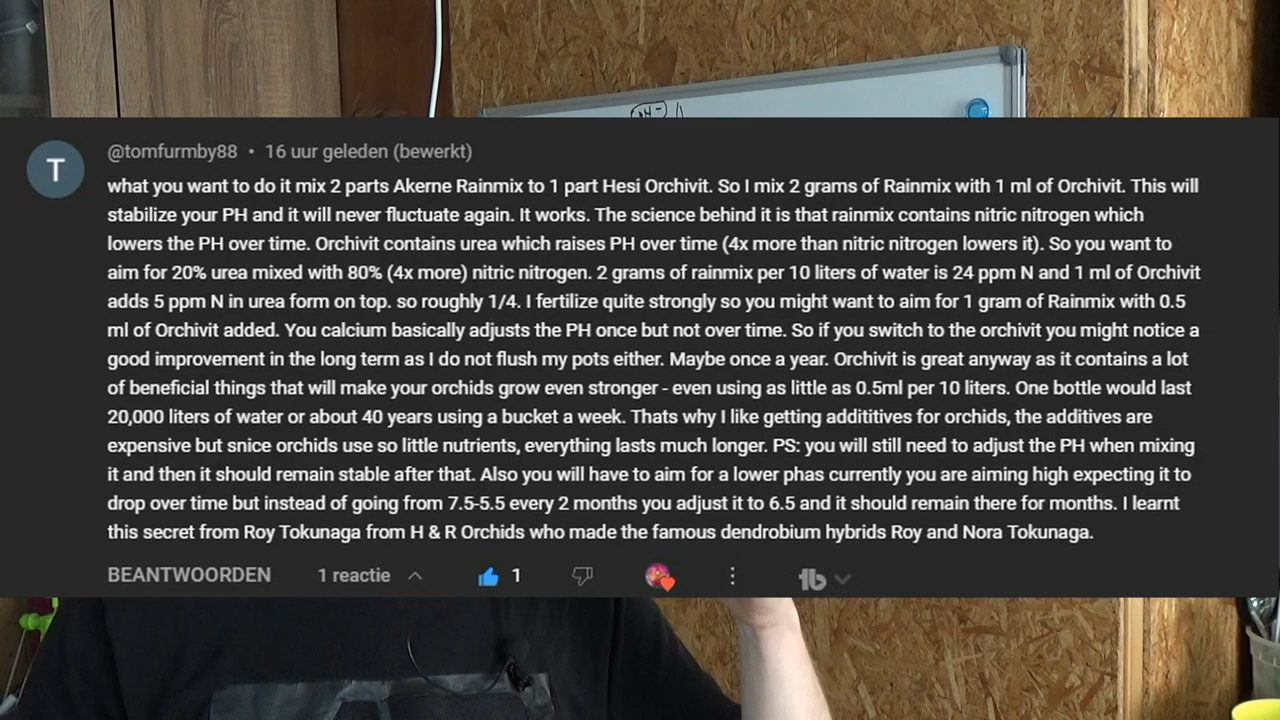 @tomfurmby88 • 16 uur geleden (bewerkt)
what you want to do it mix 2 parts Akerne Rainmix to 1 part Hesi Orchivit. So I mix 2 grams of Rainmix with 1 ml of Orchivit. This will
stabilize your PH and it will never fluctuate again. It works. The science behind it is that rainmix contains nitric nitrogen which
lowers the PH over time. Orchivit contains urea which raises PH over time (4x more than nitric nitrogen lowers it). So you want to
aim for 20% urea mixed with 80% (4x more) nitric nitrogen. 2 grams of rainmix per 10 liters of water is 24 ppm N and 1 ml of Orchivit
adds 5 ppm N in urea form on top. so roughly 1/4. I fertilize quite strongly so you might want to aim for 1 gram of Rainmix with 0.5
ml of Orchivit added. You calcium basically adjusts the PH once but not over time. So if you switch to the orchivit you might notice a
good improvement in the long term as I do not flush my pots either. Maybe once a year. Orchivit is great anyway as it contains a lot
of beneficial things that will make your orchids grow even stronger - even using as little as 0.5ml per 10 liters. One bottle would last
20,000 liters of water or about 40 years using a bucket a week. Thats why I like getting addititives for orchids, the additives are
expensive but snice orchids use so little nutrients, everything lasts much longer. PS: you will still need to adjust the PH when mixing
it and then it should remain stable after that. Also you will have to aim for a lower phas currently you are aiming high expecting it to
drop over time but instead of going from 7.5-5.5 every 2 months you adjust it to 6.5 and it should remain there for months. I learnt
this secret from Roy Tokunaga from H & R Orchids who made the famous dendrobium hybrids Roy and Nora Tokunaga.
BEANTWOORDEN 1 reactie 1
T